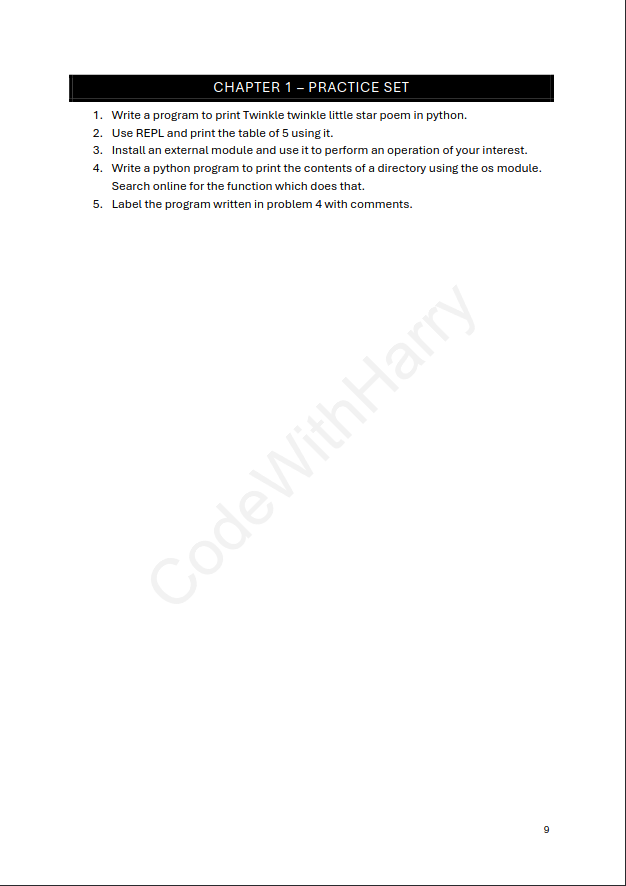 CHAPTER 1 – PRACTICE SET
1. Write a program to print Twinkle twinkle little star poem in python.
2. Use REPL and print the table of 5 using it.
3. Install an external module and use it to perform an operation of your interest.
4. Write a python program to print the contents of a directory using the os module.
Search online for the function which does that.
5. Label the program written in problem 4 with comments.
CodeWithHarry
9